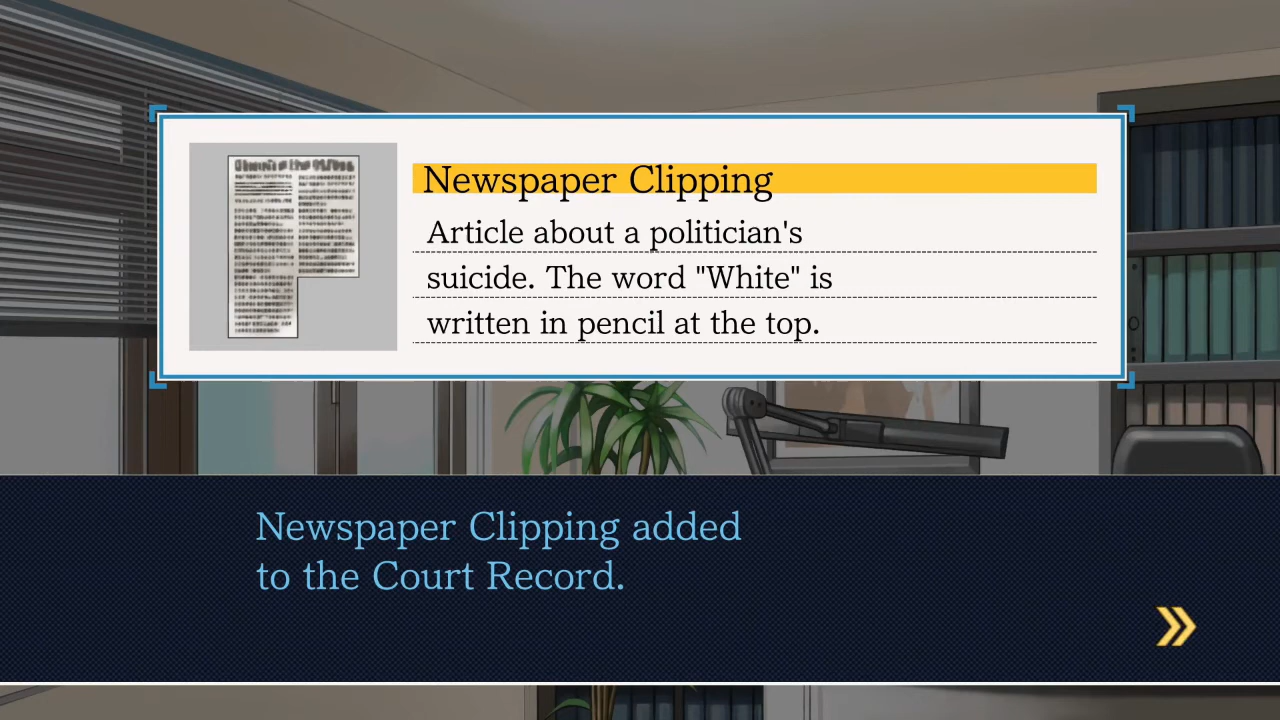 Newspaper Clipping
Article about a politician's
suicide. The word "White" is
written in pencil at the top.
Newspaper Clipping added
to the Court Record.